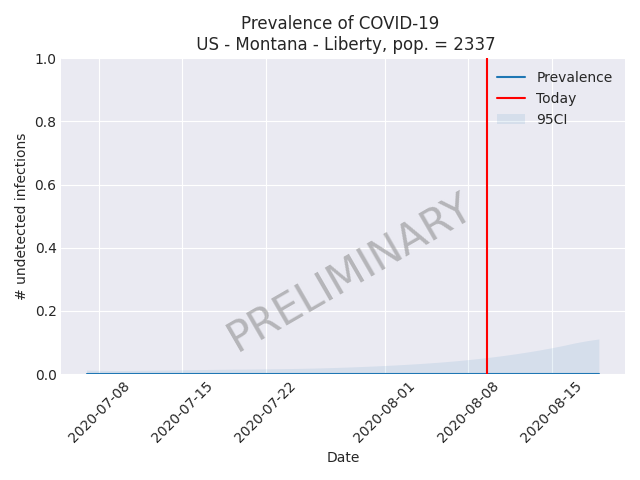 Prevalence of COVID-19
US - Montana - Liberty, pop. = 2337
1.0
0.8
0.6
0.4
0.2
0.0
# undetected infections
Prevalence
Today
95CI
PRELIMINARY
2020-07-08
2020-07-15
2020-07-22
2020-08-01
2020-08-08
2020-08-15
Date